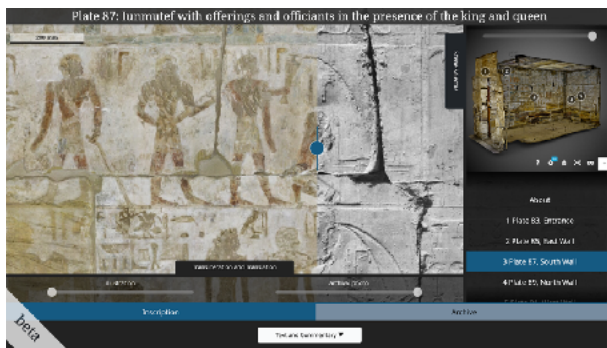 Plate 87: Iunmutef with offerings and officiants in the presence of the king and queen
About
1 Plate 83, Entrance
2 Plate 85, East Wall
3 Plate 87, South Wall
4 Plate 89, North Wall
Inscription
Archive
Text and Commentary
beta